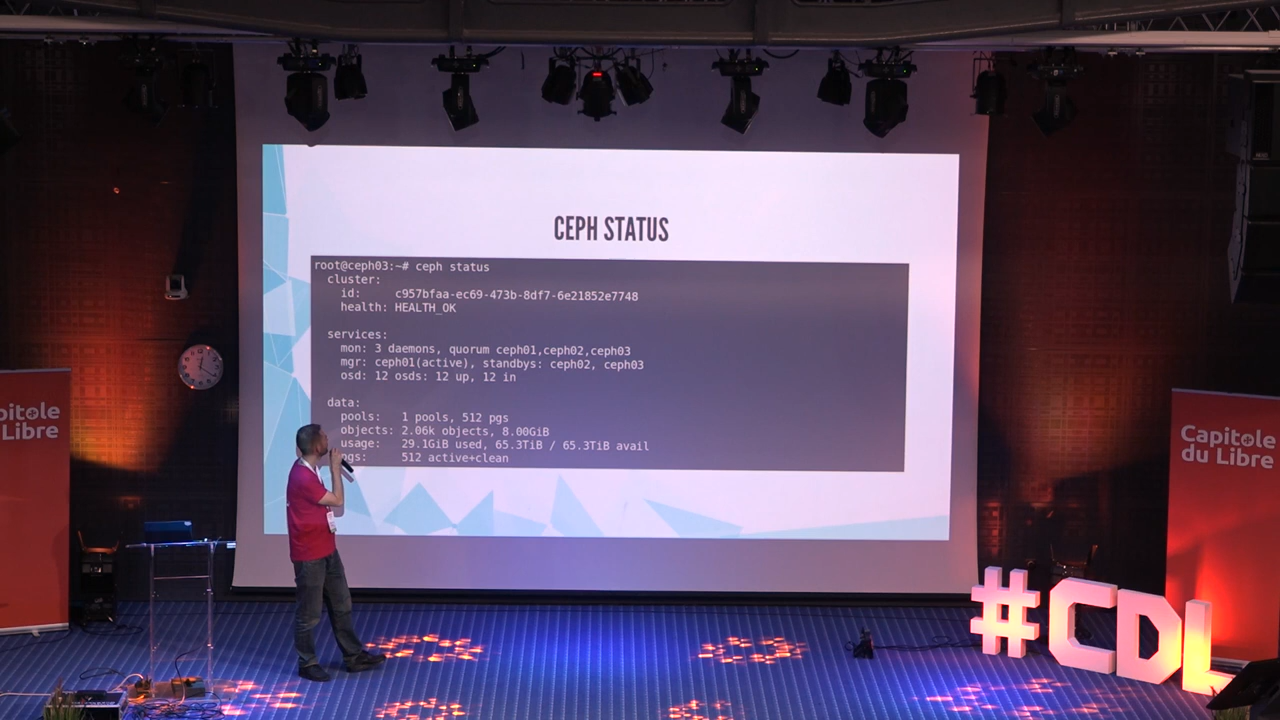 CEPH STATUS
root@ceph03:~# ceph status
cluster:
id: c957bfaa-ec69-473b-8df7-6e21852e7748
health: HEALTH_OK
services:
mon: 3 daemons, quorum ceph01,ceph02,ceph03
mgr: ceph01(active), standbys: ceph02, ceph03
osd: 12 osds: 12 up, 12 in
data:
pools: 1 pools, 512 pgs
objects: 2.06k objects, 8.00GiB
usage: 29.1GiB used, 65.3TiB / 65.3TiB avail
gs: 512 active+clean
pitole
Libre
Capitole
du Libre
#CDL